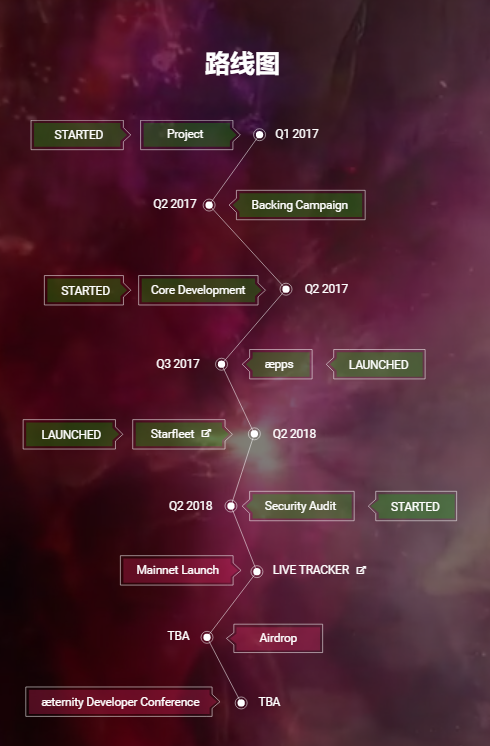 路线图
STARTED Project Q1 2017
Q2 2017 Backing Campaign
STARTED Core Development Q2 2017
Q3 2017 æpps LAUNCHED
LAUNCHED Starfleet Q2 2018
Q2 2018 Security Audit STARTED
Mainnet Launch LIVE TRACKER
TBA Airdrop
æternity Developer Conference TBA